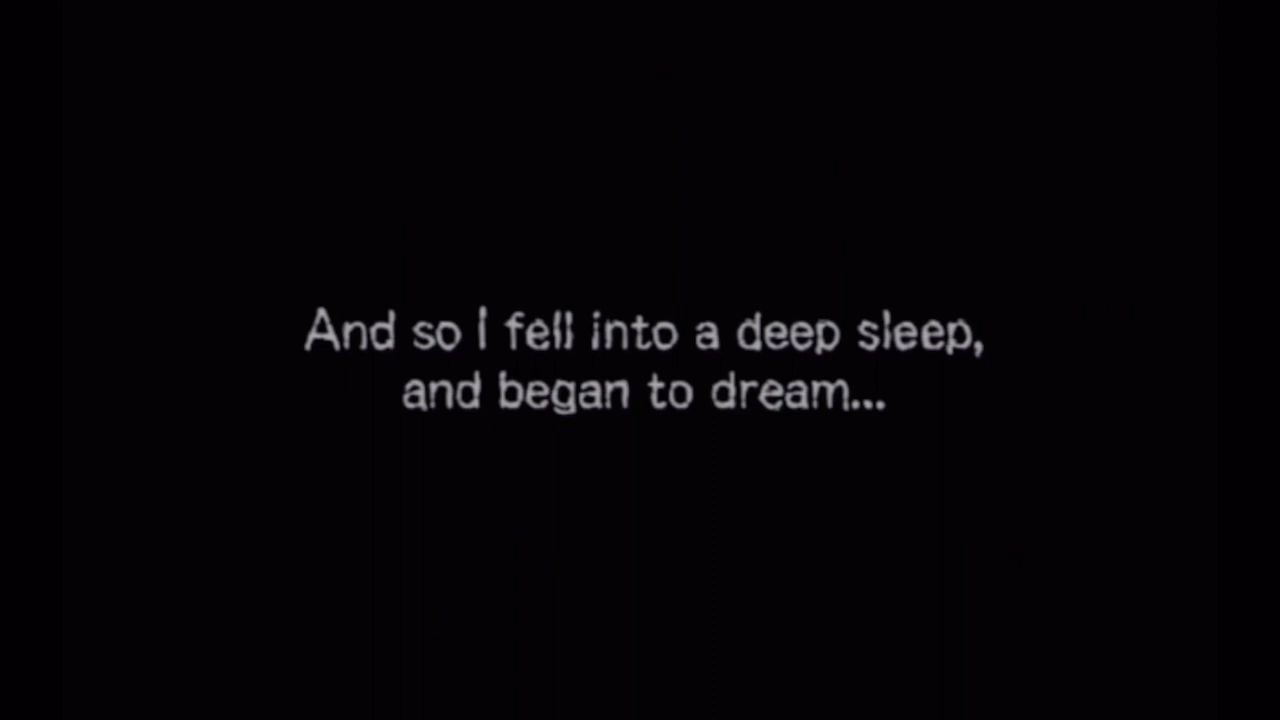 And so I fell into a deep sleep,
and began to dream...